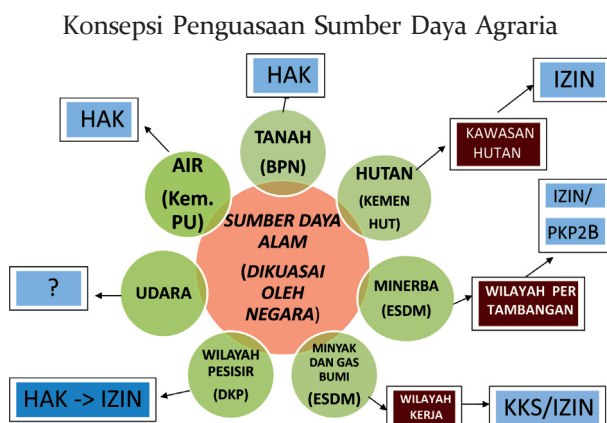 Konsepsi Penguasaan Sumber Daya Agraria
HAK
IZIN
HAK
TANAH
(BPN)
KAWASAN
HUTAN
AIR
(Kem.
PU)
HUTAN
(KEMEN
HUT)
IZIN/
PKP2B
SUMBER DAYA
ALAM
(DIKUASAI
OLEH
NEGARA)
?
UDARA
MINERBA
(ESDM)
WILAYAH PER
TAMBANGAN
WILAYAH
PESISIR
(DKP)
MINYAK
DAN GAS
BUMI
(ESDM)
HAK -> IZIN
WILAYAH
KERJA
KKS/IZIN